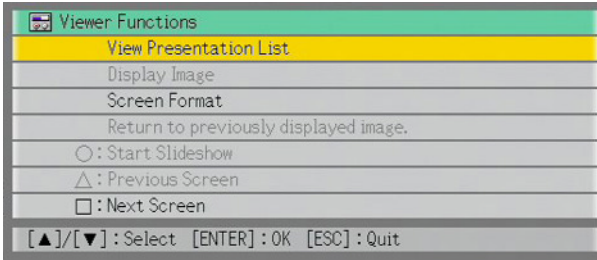 Viewer Functions
View Presentation List
Display Image
Screen Format
Return to previously displayed image.
○:Start Slideshow
△:Previous Screen
□:Next Screen
[▲]/[▼]:Select [ENTER]:OK [ESC]:Quit